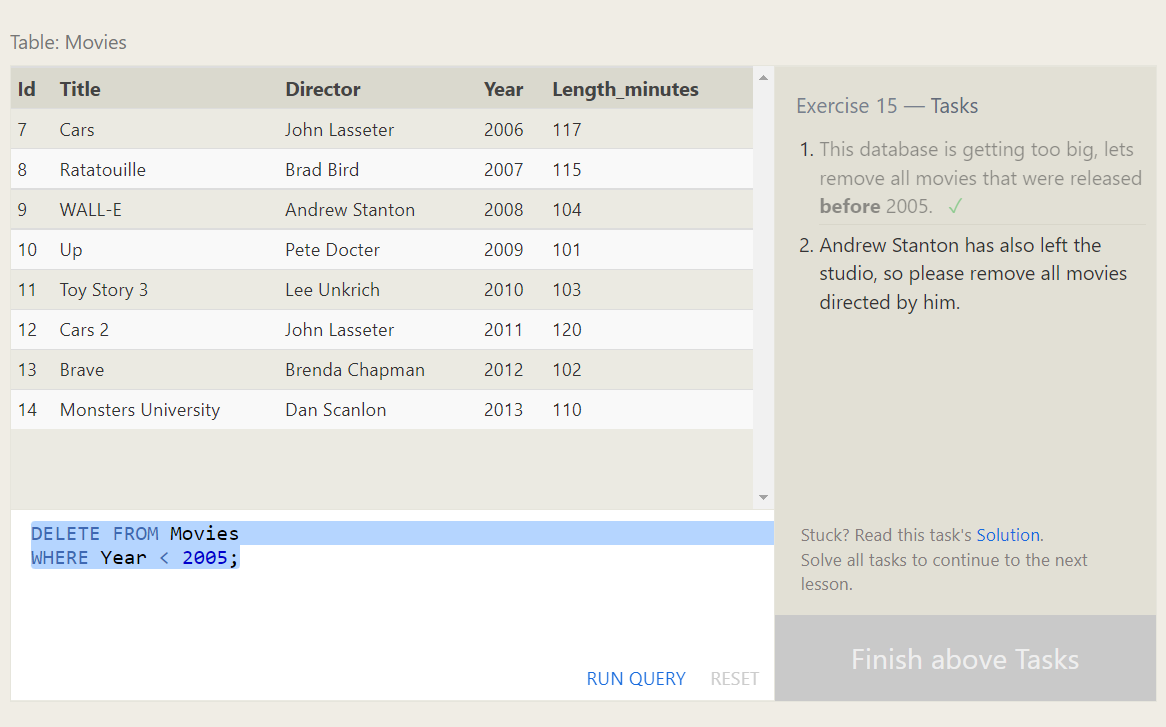 Table: Movies
Id Title Director Year Length_minutes
7 Cars John Lasseter 2006 117
8 Ratatouille Brad Bird 2007 115
9 WALL-E Andrew Stanton 2008 104
10 Up Pete Docter 2009 101
11 Toy Story 3 Lee Unkrich 2010 103
12 Cars 2 John Lasseter 2011 120
13 Brave Brenda Chapman 2012 102
14 Monsters University Dan Scanlon 2013 110
DELETE FROM Movies
WHERE Year < 2005;
RUN QUERY RESET
Exercise 15 — Tasks
1. This database is getting too big, lets
remove all movies that were released
before 2005. ✓
2. Andrew Stanton has also left the
studio, so please remove all movies
directed by him.
Stuck? Read this task's Solution.
Solve all tasks to continue to the next
lesson.
Finish above Tasks